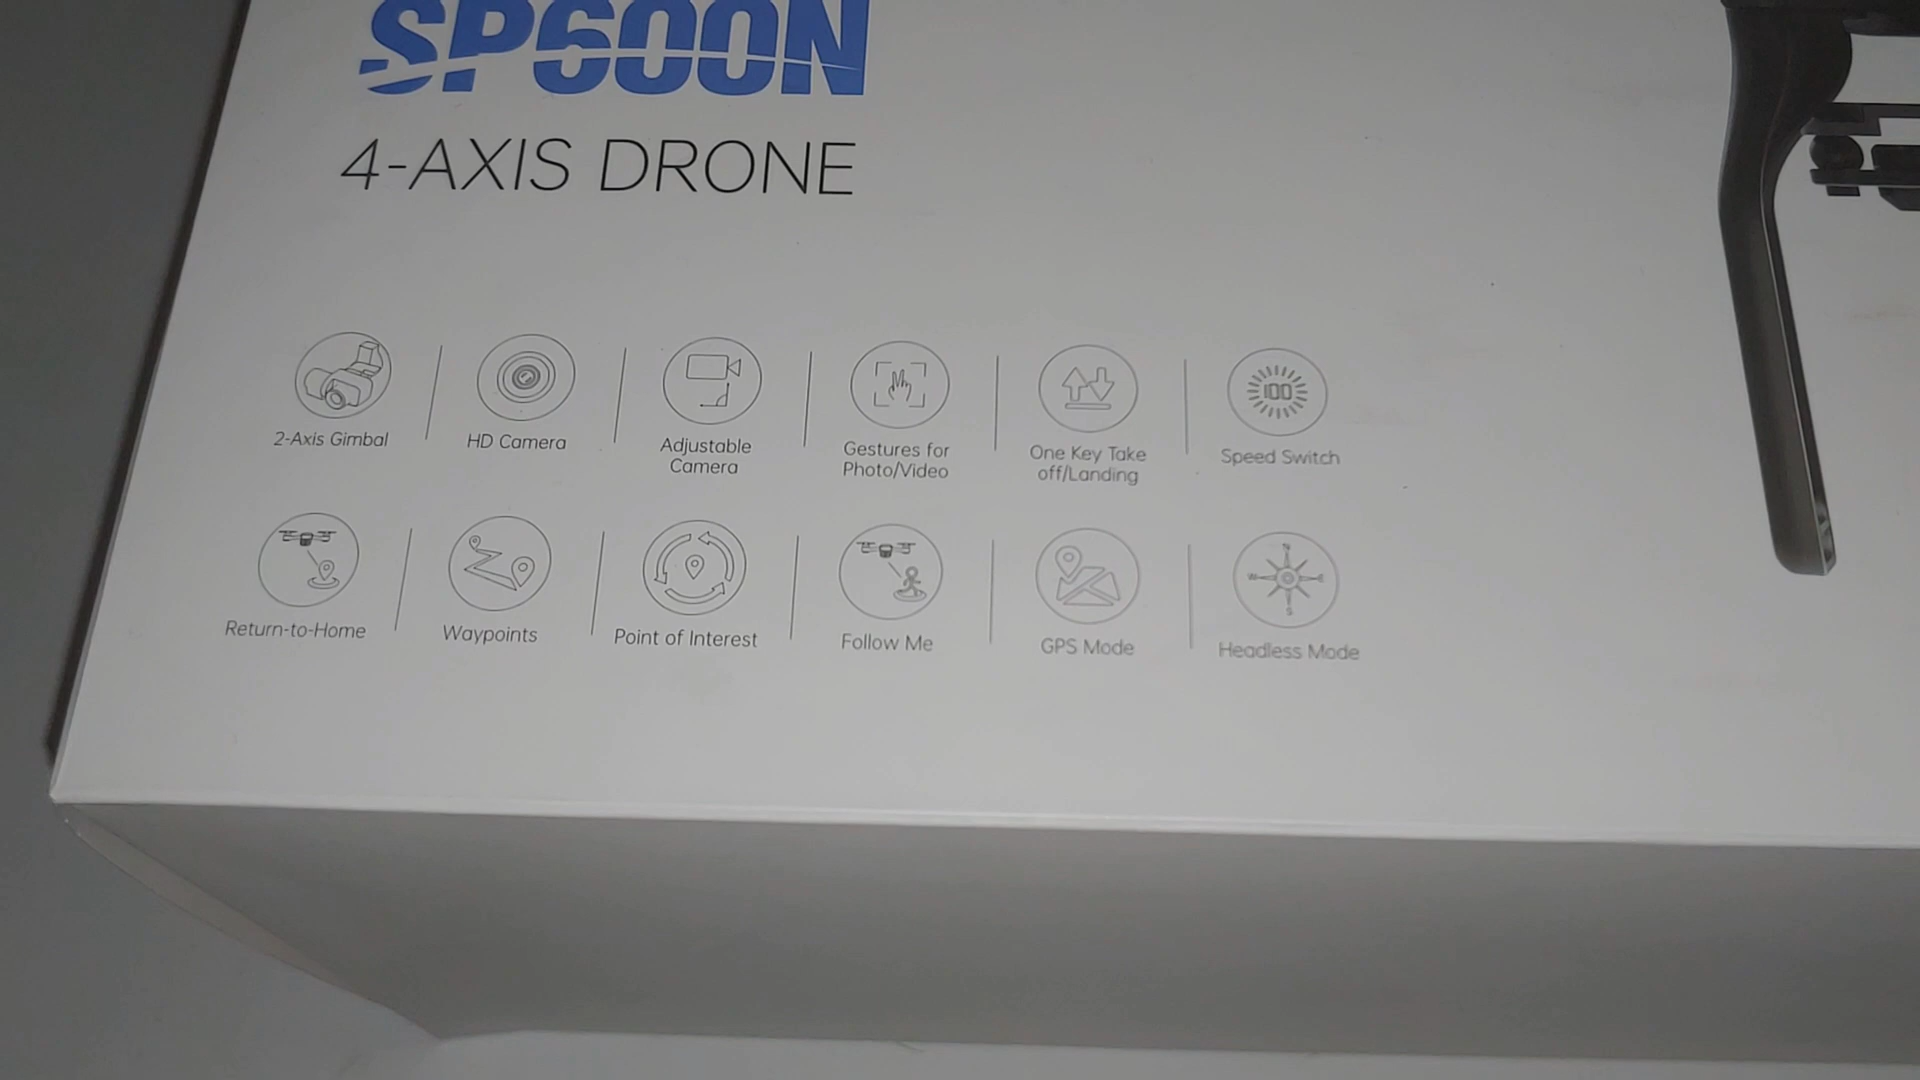 SP600N
4-AXIS DRONE
2-Axis Gimbal
HD Camera
Adjustable
Camera
Gestures for
Photo/Video
One Key Take
off/Landing
100
Speed Switch
Return-to-Home
Waypoints
Point of Interest
Follow Me
GPS Mode
N
W
E
S
Headless Mode